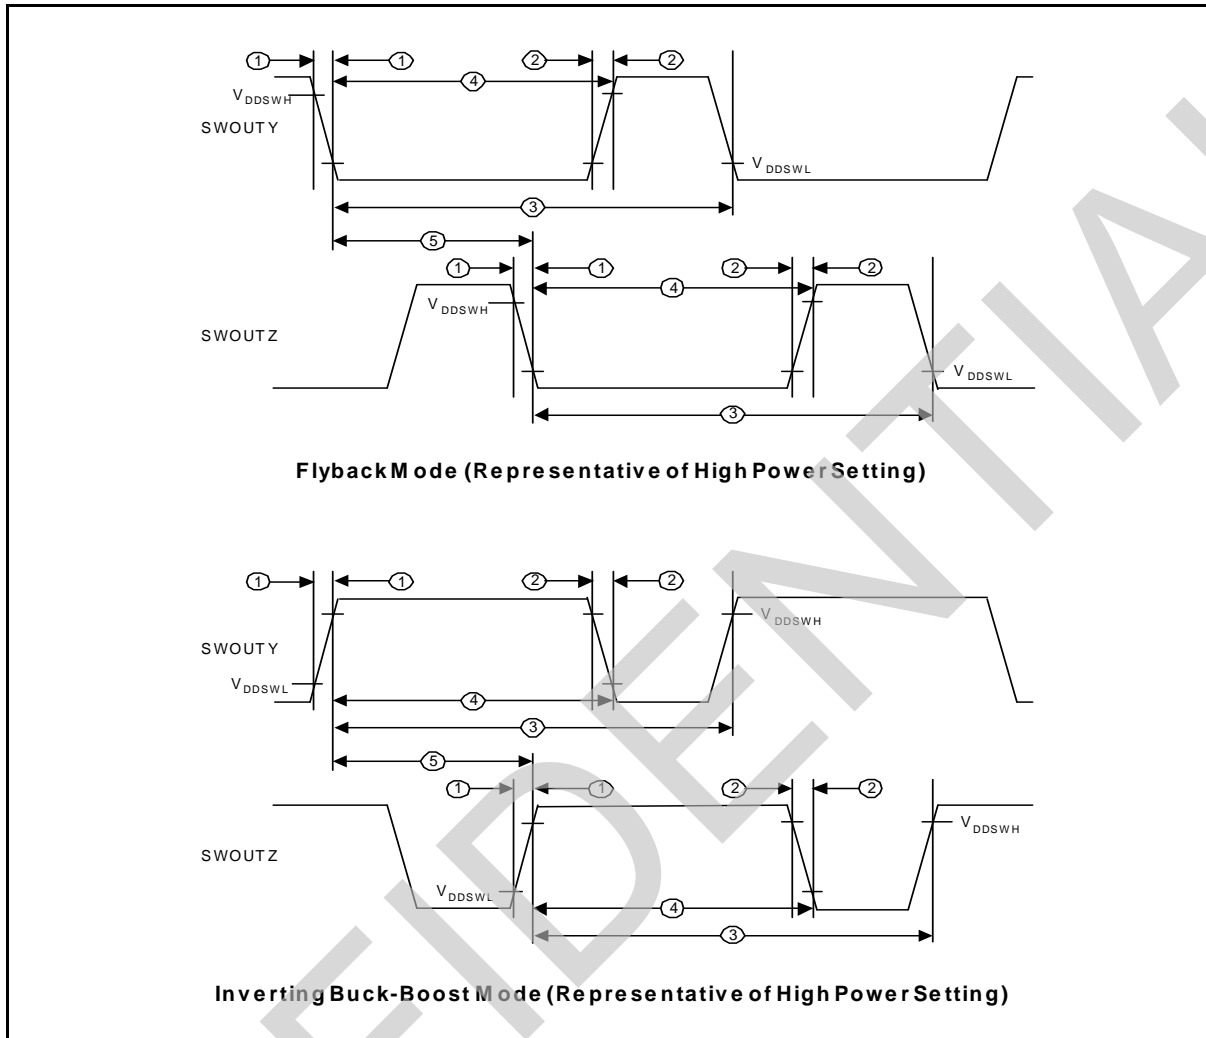 1 1 2 2
4
VDDSWH
SWOUTY
VDDSWL
3
5
1 1 2 2
4
VDDSWH
SWOUTZ
VDDSWL
3
Flyback Mode (Representative of High Power Setting)
1 1 2 2
VDDSWH
SWOUTY
VDDSWL
4
3
5
1 1 2 2
VDDSWH
SWOUTZ
VDDSWL
4
3
Inverting Buck-Boost Mode (Representative of High Power Setting)
IDENTIA